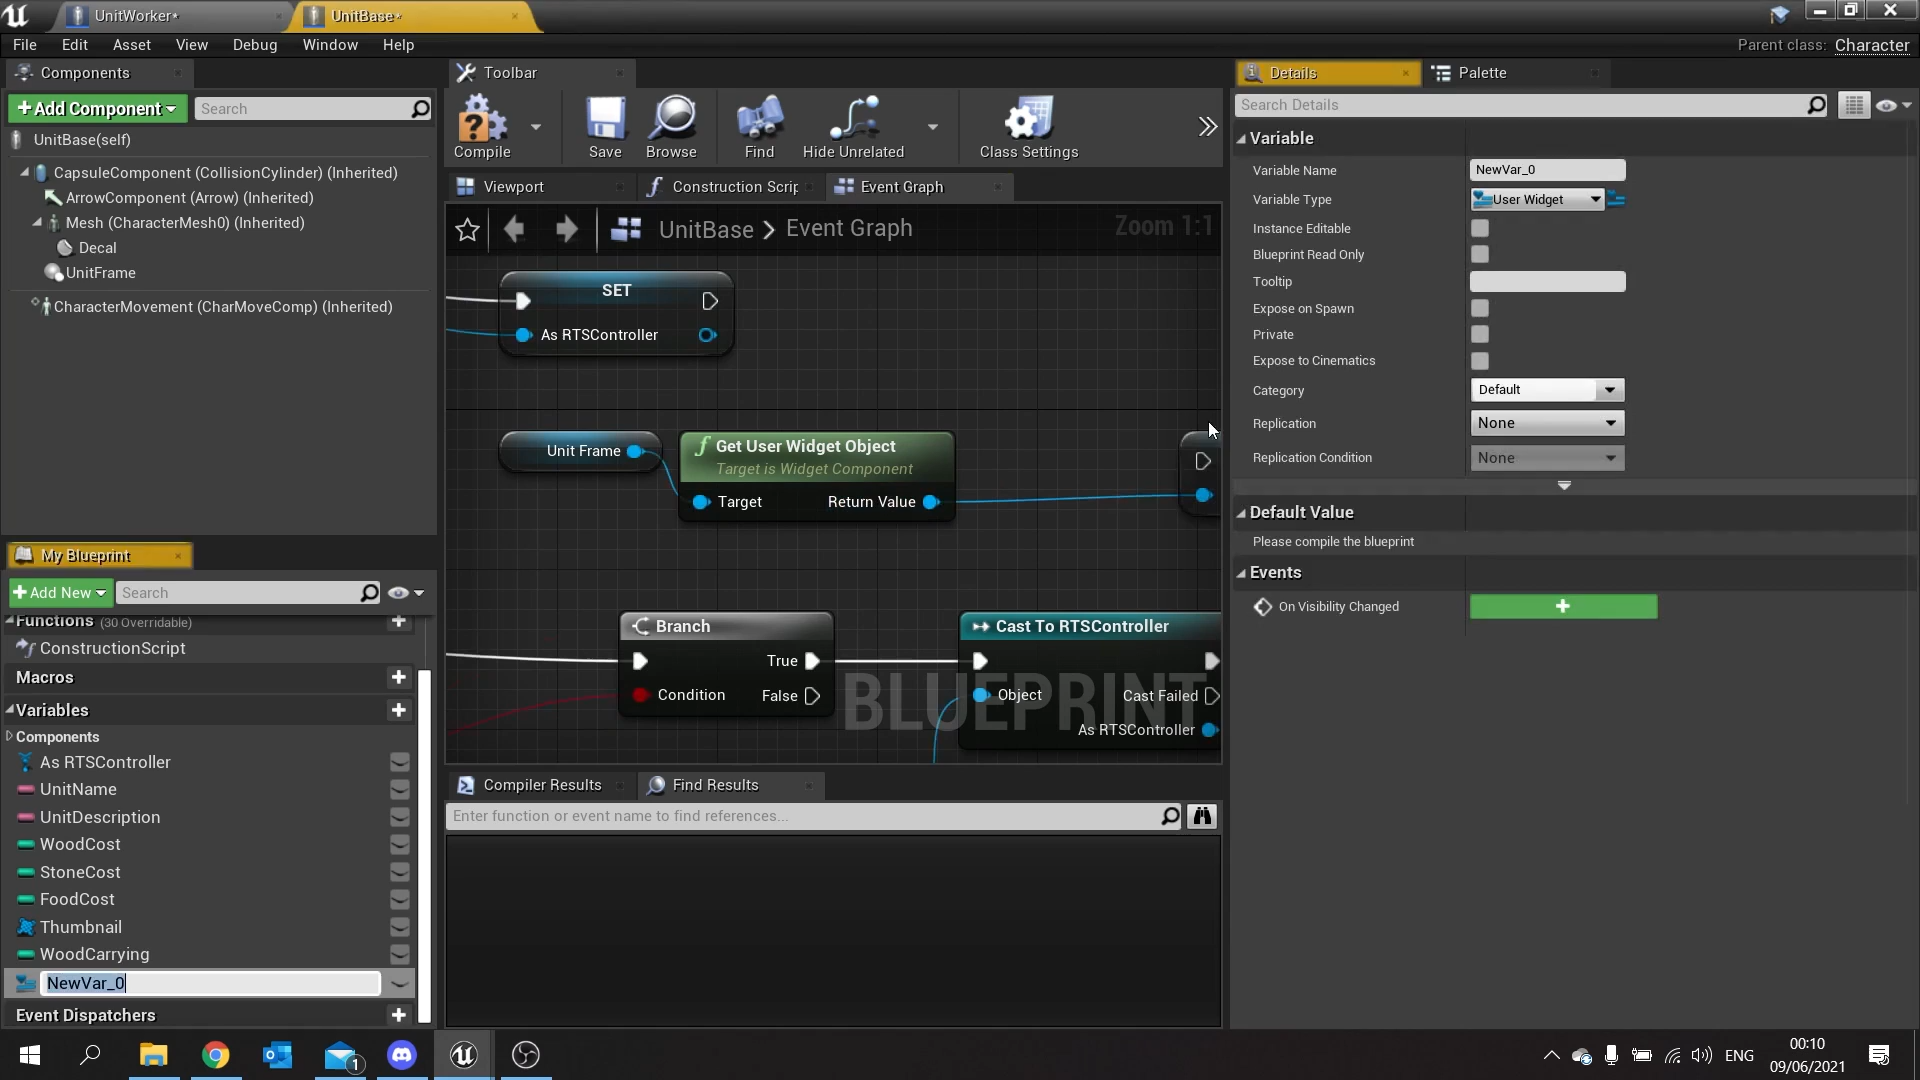 UnitWorker*
UnitBase*
File Edit Asset View Debug Window Help
Parent class: Character
Components
Add Component
Search
UnitBase(self)
CapsuleComponent (CollisionCylinder) (Inherited)
ArrowComponent (Arrow) (Inherited)
Mesh (CharacterMesh0) (Inherited)
Decal
UnitFrame
CharacterMovement (CharMoveComp) (Inherited)
My Blueprint
Add New
Search
Functions (30 Overridable)
ConstructionScript
Macros
Variables
Components
As RTSController
UnitName
UnitDescription
WoodCost
StoneCost
FoodCost
Thumbnail
WoodCarrying
NewVar_0
Event Dispatchers
Toolbar
Compile
Save
Browse
Find
Hide Unrelated
Class Settings
Viewport
Construction Scrip
Event Graph
UnitBase > Event Graph
Zoom 1:1
SET
As RTSController
Unit Frame
Get User Widget Object
Target is Widget Component
Target
Return Value
Branch
True
Condition
False
Cast To RTSController
Object
Cast Failed
As RTSController
BLUEPRINT
Compiler Results
Find Results
Enter function or event name to find references...
Details
Palette
Search Details
Variable
Variable Name NewVar_0
Variable Type User Widget
Instance Editable
Blueprint Read Only
Tooltip
Expose on Spawn
Private
Expose to Cinematics
Category Default
Replication None
Replication Condition None
Default Value
Please compile the blueprint
Events
On Visibility Changed
1
ENG
00:10
09/06/2021